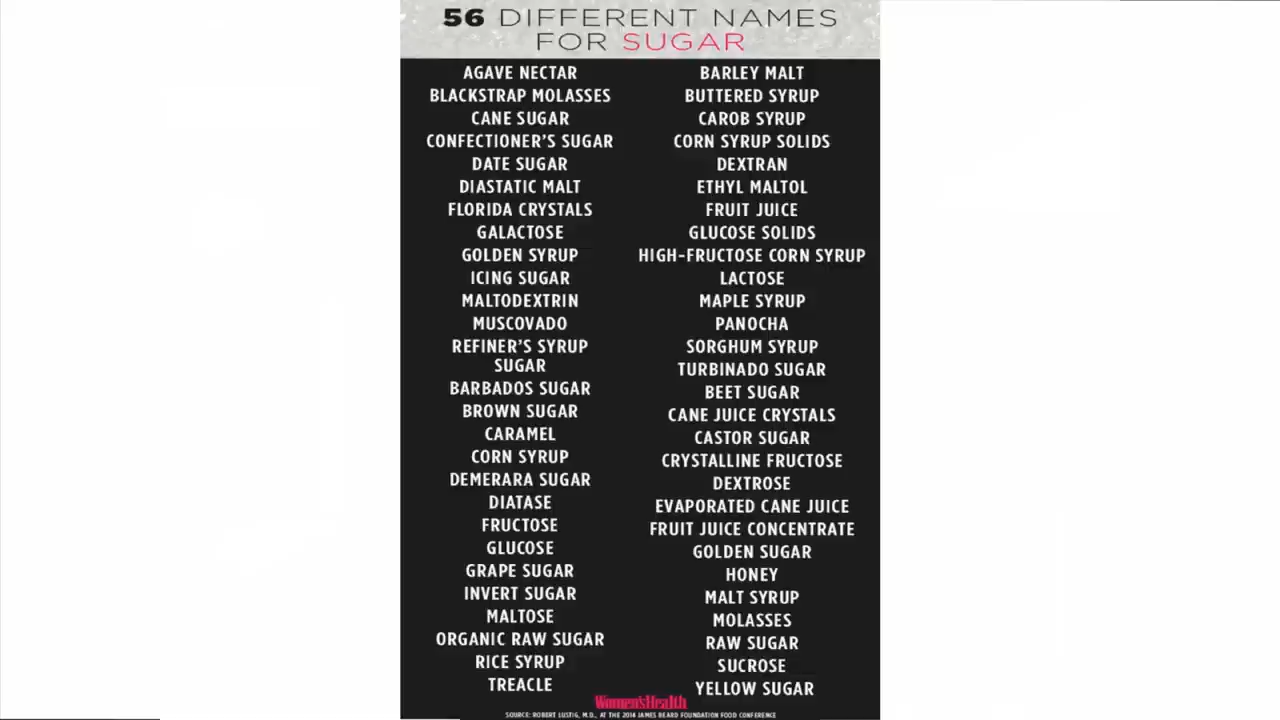 56 DIFFERENT NAMES
FOR SUGAR
AGAVE NECTAR
BLACKSTRAP MOLASSES
CANE SUGAR
CONFECTIONER'S SUGAR
DATE SUGAR
DIASTATIC MALT
FLORIDA CRYSTALS
GALACTOSE
GOLDEN SYRUP
ICING SUGAR
MALTODEXTRIN
MUSCOVADO
REFINER'S SYRUP
SUGAR
BARBADOS SUGAR
BROWN SUGAR
CARAMEL
CORN SYRUP
DEMERARA SUGAR
DIATASE
FRUCTOSE
GLUCOSE
GRAPE SUGAR
INVERT SUGAR
MALTOSE
ORGANIC RAW SUGAR
RICE SYRUP
TREACLE
BARLEY MALT
BUTTERED SYRUP
CAROB SYRUP
CORN SYRUP SOLIDS
DEXTRAN
ETHYL MALTOL
FRUIT JUICE
GLUCOSE SOLIDS
HIGH-FRUCTOSE CORN SYRUP
LACTOSE
MAPLE SYRUP
PANOCHA
SORGHUM SYRUP
TURBINADO SUGAR
BEET SUGAR
CANE JUICE CRYSTALS
CASTOR SUGAR
CRYSTALLINE FRUCTOSE
DEXTROSE
EVAPORATED CANE JUICE
FRUIT JUICE CONCENTRATE
GOLDEN SUGAR
HONEY
MALT SYRUP
MOLASSES
RAW SUGAR
SUCROSE
YELLOW SUGAR
Women'sHealth
SOURCE: ROBERT LUSTIG, M.D., AT THE 2014 JAMES BEARD FOUNDATION FOOD CONFERENCE